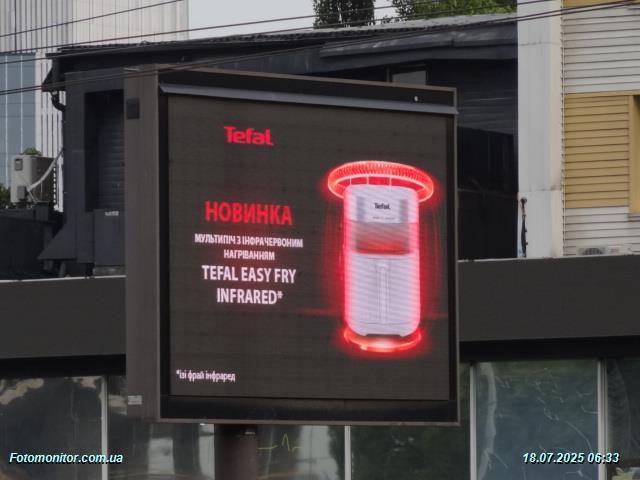 Tefal
Tefal
НОВИНКА
МУЛЬТИПІЧ З ІНФРАЧЕРВОНИМ
НАГРІВАННЯМ
TEFAL EASY FRY
INFRARED*
*ізі фрай інфраред
Fotomonitor.com.ua
18.07.2025 06:33